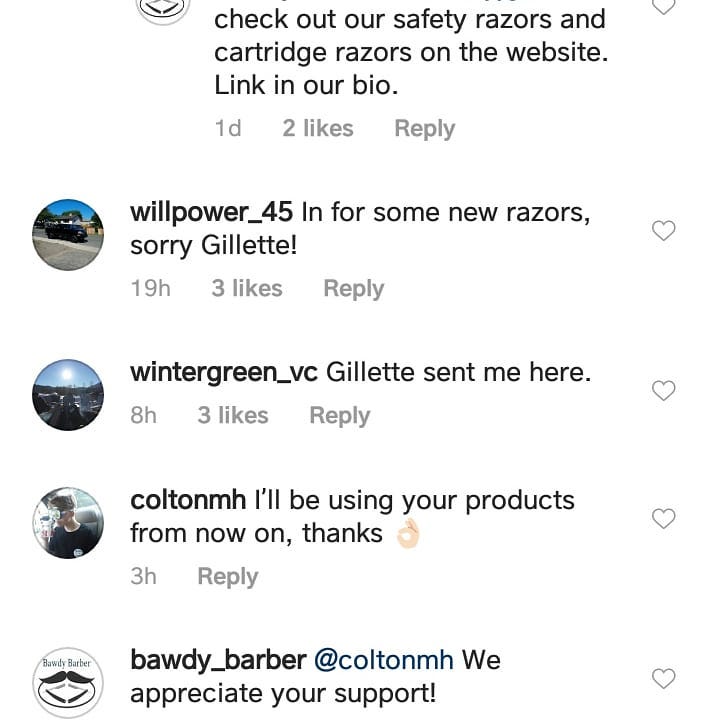 check out our safety razors and
cartridge razors on the website.
Link in our bio.
1d 2 likes Reply
willpower_45 In for some new razors,
sorry Gillette!
19h 3 likes Reply
wintergreen_vc Gillette sent me here.
8h 3 likes Reply
coltonmh I'll be using your products
from now on, thanks 👌🏻
3h Reply
Bawdy Barber
bawdy_barber @coltonmh We
appreciate your support!